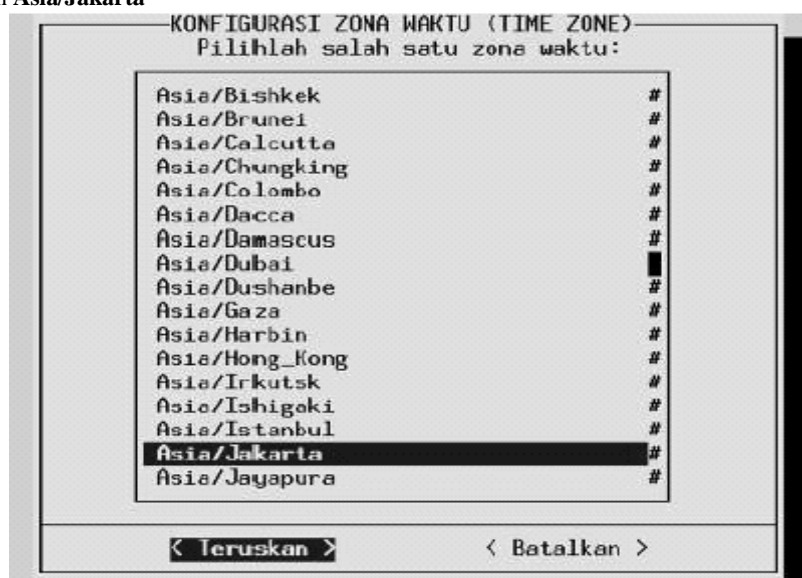 Asia/Jakarta
KONFIGURASI ZONA WAKTU (TIME ZONE)
Pilihlah salah satu zona waktu:
Asia/Bishkek #
Asia/Brunei #
Asia/Calcutta #
Asia/Chungking #
Asia/Colombo #
Asia/Dacca #
Asia/Damascus #
Asia/Dubai
Asia/Dushanbe #
Asia/Gaza #
Asia/Harbin #
Asia/Hong_Kong #
Asia/Irkutsk #
Asia/Ishigaki #
Asia/Istanbul #
Asia/Jakarta #
Asia/Jayapura #
< Teruskan > < Batalkan >